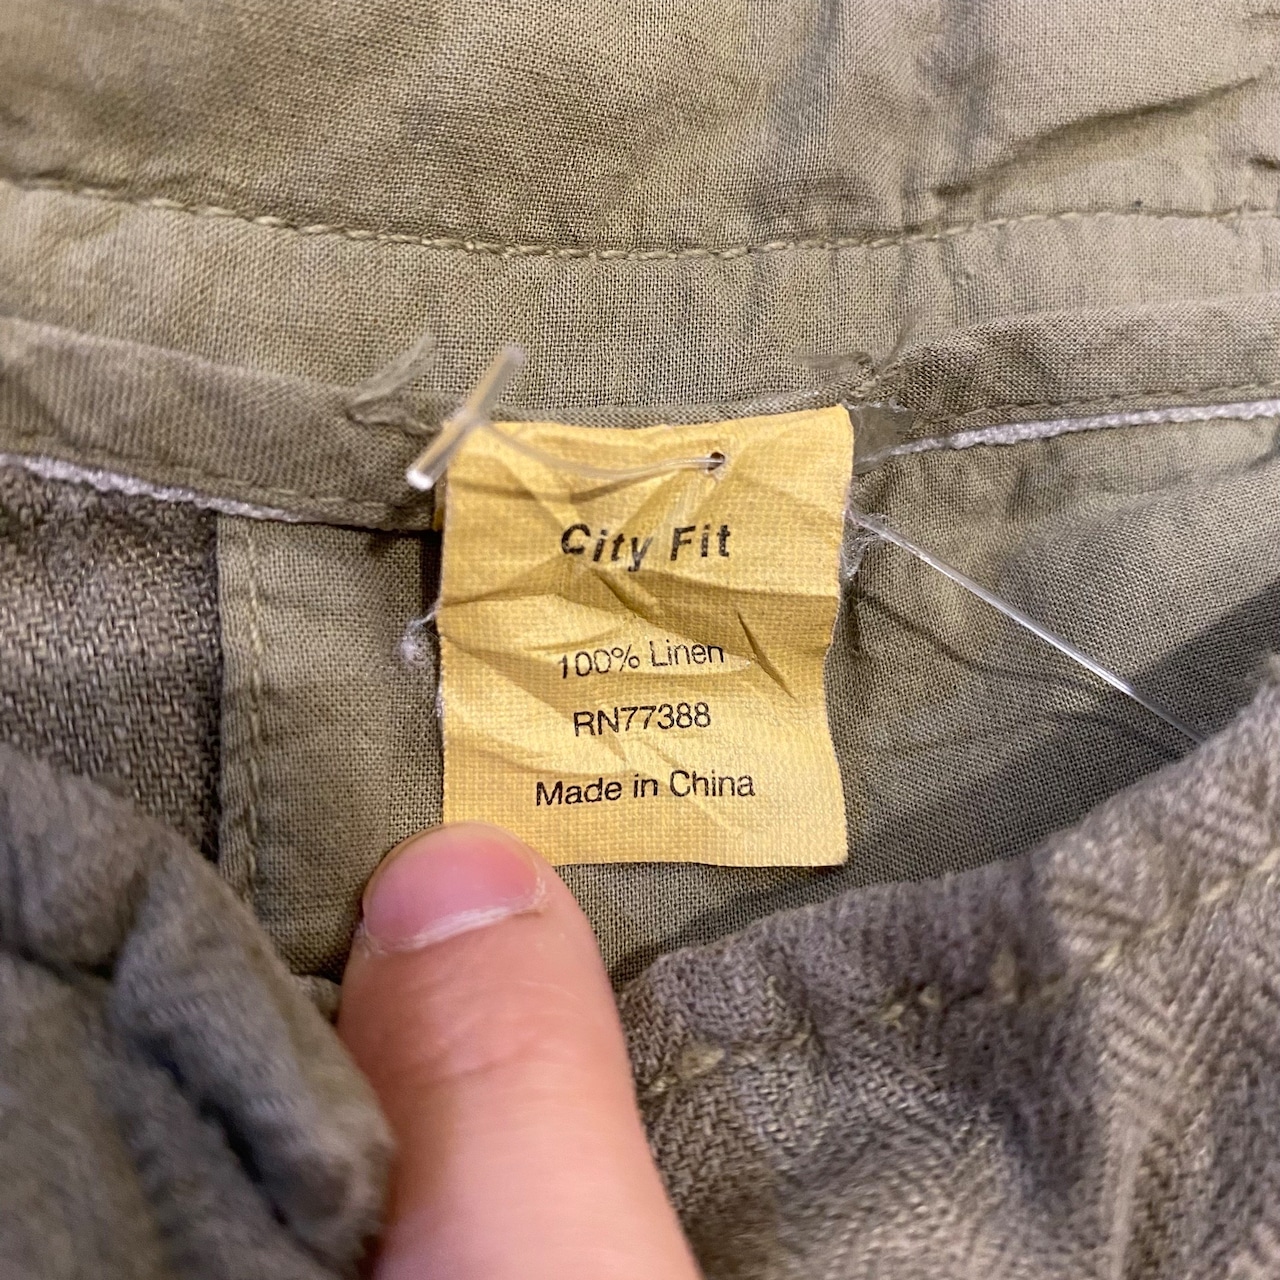 City Fit
100% Linen
RN77388
Made in China